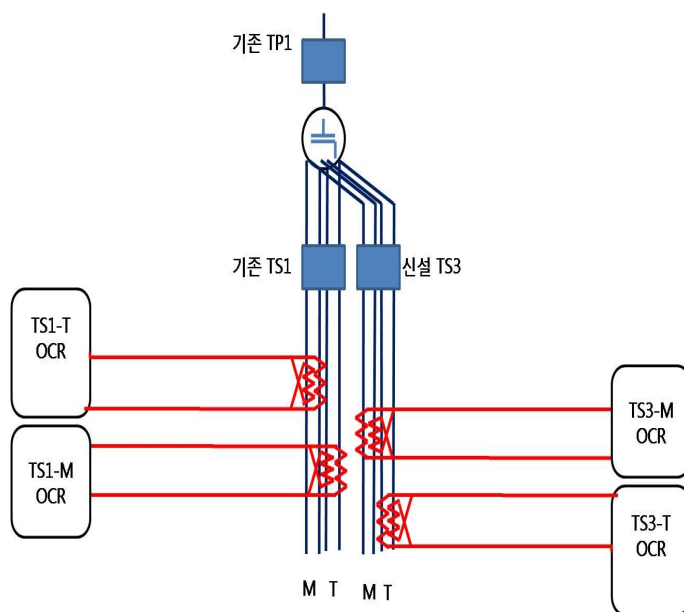 기존 TP1
기존 TS1
신설 TS3
TS1-T
OCR
TS3-M
OCR
TS1-M
OCR
TS3-T
OCR
M T M T